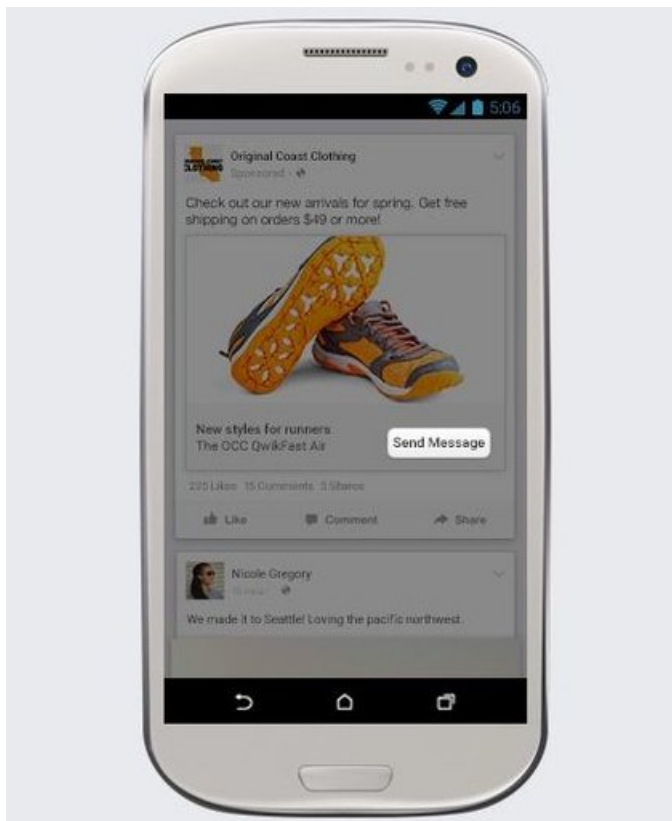 5:06
CLOTHING
Original Coast Clothing
Sponsored ·
Check out our new arrivals for spring. Get free
shipping on orders $49 or more!
New styles for runners
The OCC QwikFast Air
Send Message
15 Comments 3 Shares
Like Comment Share
Nicole Gregory
We made it to Seattle! Loving the pacific northwest.